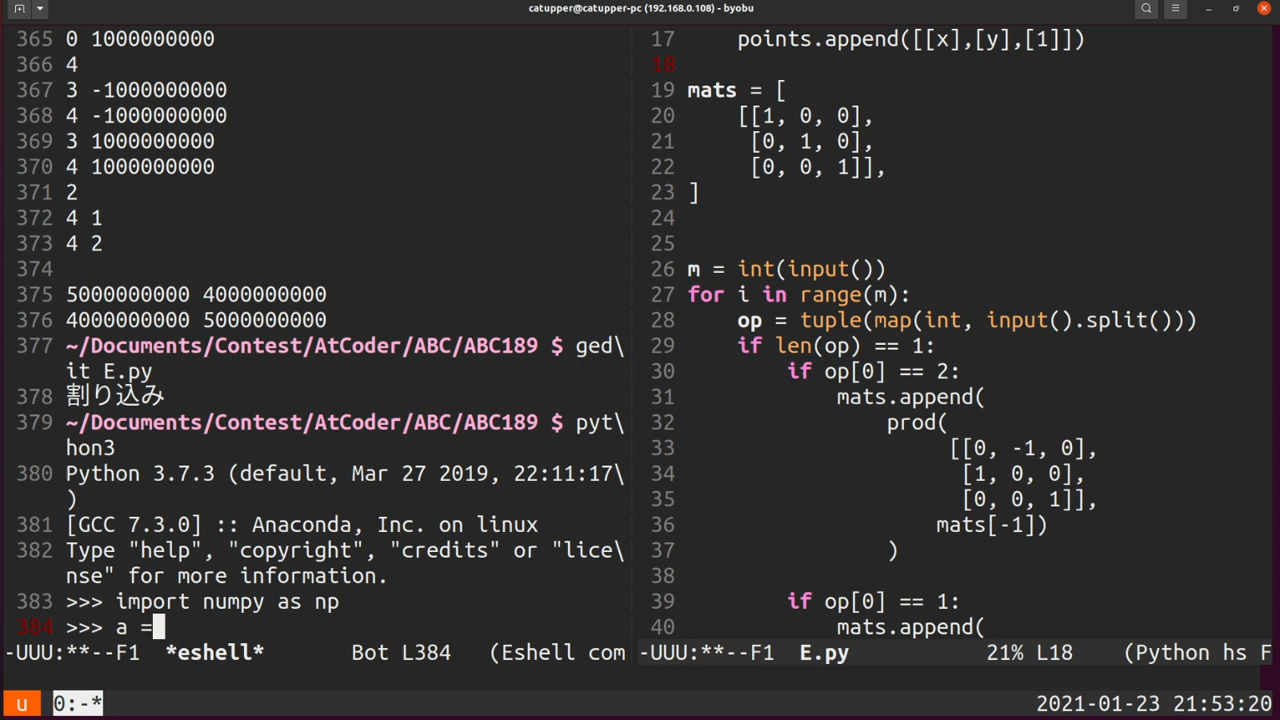 catupper@catupper-pc (192.168.0.108) - byobu
365 0 1000000000
366 4
367 3 -1000000000
368 4 -1000000000
369 3 1000000000
370 4 1000000000
371 2
372 4 1
373 4 2
374
375 5000000000 4000000000
376 4000000000 5000000000
377 ~/Documents/Contest/AtCoder/ABC/ABC189 $ ged\
it E.py
378 割り込み
379 ~/Documents/Contest/AtCoder/ABC/ABC189 $ pyt\
hon3
380 Python 3.7.3 (default, Mar 27 2019, 22:11:17\
)
381 [GCC 7.3.0] :: Anaconda, Inc. on linux
382 Type "help", "copyright", "credits" or "lice\
nse" for more information.
383 >>> import numpy as np
384 >>> a =
-UUU:**--F1  *eshell*       Bot L384   (Eshell com
17     points.append([[x],[y],[1]])
18
19 mats = [
20     [[1, 0, 0],
21      [0, 1, 0],
22      [0, 0, 1]],
23 ]
24
25
26 m = int(input())
27 for i in range(m):
28     op = tuple(map(int, input().split()))
29     if len(op) == 1:
30         if op[0] == 2:
31             mats.append(
32                 prod(
33                      [[0, -1, 0],
34                       [1, 0, 0],
35                       [0, 0, 1]],
36                     mats[-1])
37                 )
38
39         if op[0] == 1:
40             mats.append(
-UUU:**--F1  E.py           21% L18    (Python hs F
u 0:-*
2021-01-23 21:53:20